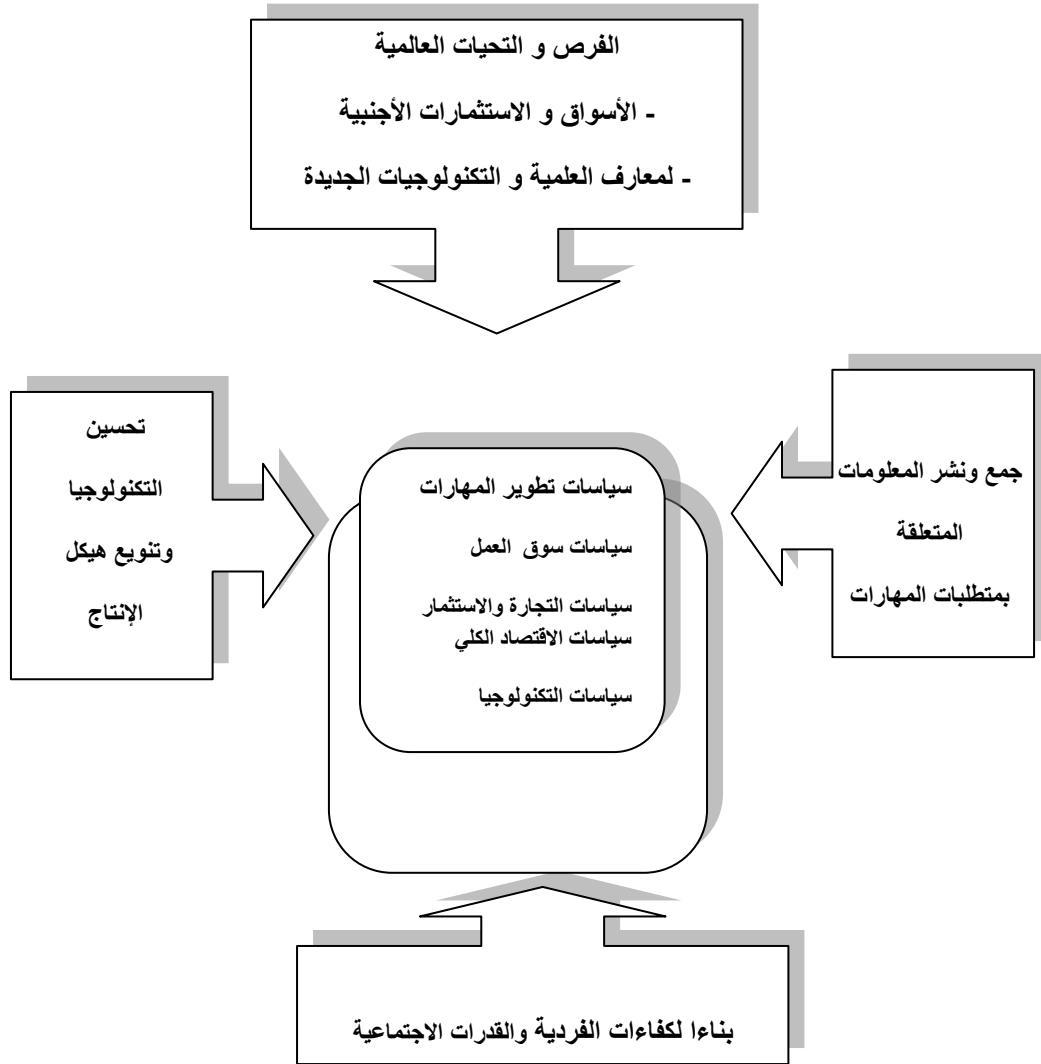 الفرص و التحيات العالمية
- الأسواق و الاستثمارات الأجنبية
- لمعارف العلمية و التكنولوجيات الجديدة
جمع ونشر المعلومات
المتعلقة
بمتطلبات المهارات
سياسات تطوير المهارات
سياسات سوق العمل
سياسات التجارة والاستثمار
سياسات الاقتصاد الكلي
سياسات التكنولوجيا
تحسين
التكنولوجيا
وتنويع هيكل
الإنتاج
بناءا لكفاءات الفردية والقدرات الاجتماعية